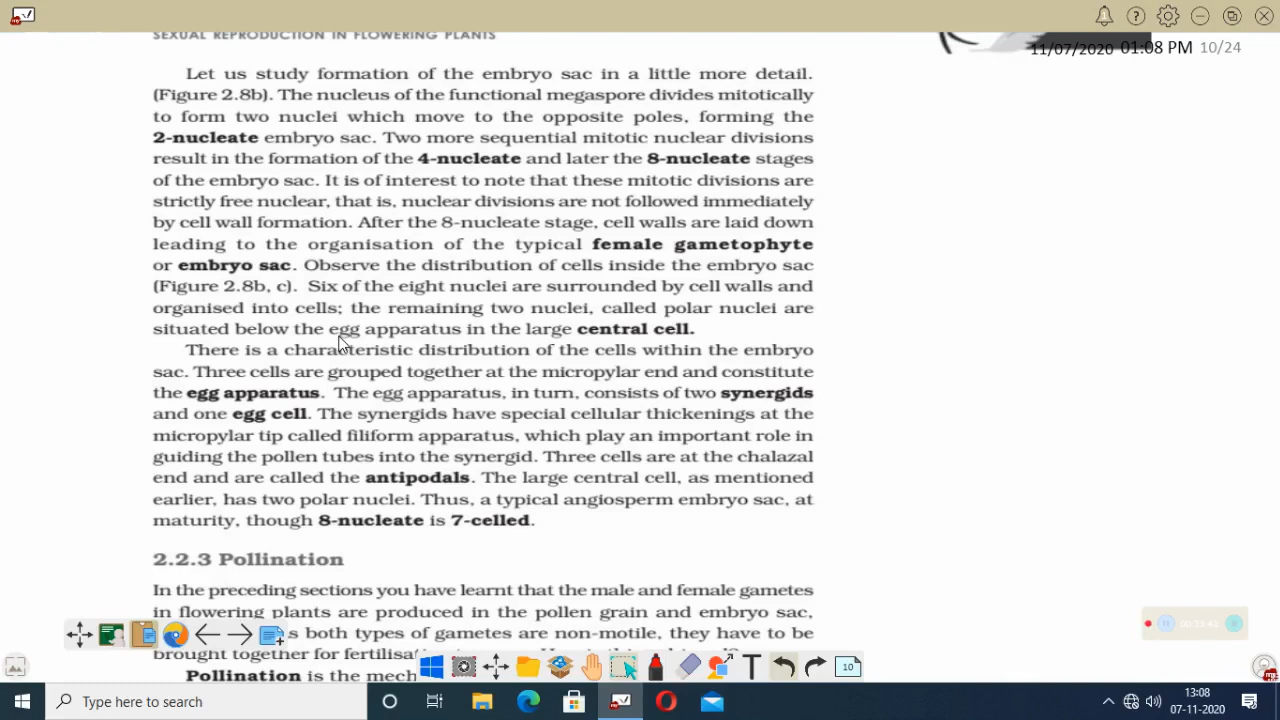 SEXUAL REPRODUCTION IN FLOWERING PLANTS
11/07/2020 01:08 PM 10/24
Let us study formation of the embryo sac in a little more detail.
(Figure 2.8b). The nucleus of the functional megaspore divides mitotically
to form two nuclei which move to the opposite poles, forming the
2-nucleate embryo sac. Two more sequential mitotic nuclear divisions
result in the formation of the 4-nucleate and later the 8-nucleate stages
of the embryo sac. It is of interest to note that these mitotic divisions are
strictly free nuclear, that is, nuclear divisions are not followed immediately
by cell wall formation. After the 8-nucleate stage, cell walls are laid down
leading to the organisation of the typical female gametophyte
or embryo sac. Observe the distribution of cells inside the embryo sac
(Figure 2.8b, c). Six of the eight nuclei are surrounded by cell walls and
organised into cells; the remaining two nuclei, called polar nuclei are
situated below the egg apparatus in the large central cell.
There is a characteristic distribution of the cells within the embryo
sac. Three cells are grouped together at the micropylar end and constitute
the egg apparatus. The egg apparatus, in turn, consists of two synergids
and one egg cell. The synergids have special cellular thickenings at the
micropylar tip called filiform apparatus, which play an important role in
guiding the pollen tubes into the synergid. Three cells are at the chalazal
end and are called the antipodals. The large central cell, as mentioned
earlier, has two polar nuclei. Thus, a typical angiosperm embryo sac, at
maturity, though 8-nucleate is 7-celled.
2.2.3 Pollination
In the preceding sections you have learnt that the male and female gametes
in flowering plants are produced in the pollen grain and embryo sac,
s both types of gametes are non-motile, they have to be
brought together for fertilisa
Pollination is the mech
10
Type here to search
13:08
07-11-2020